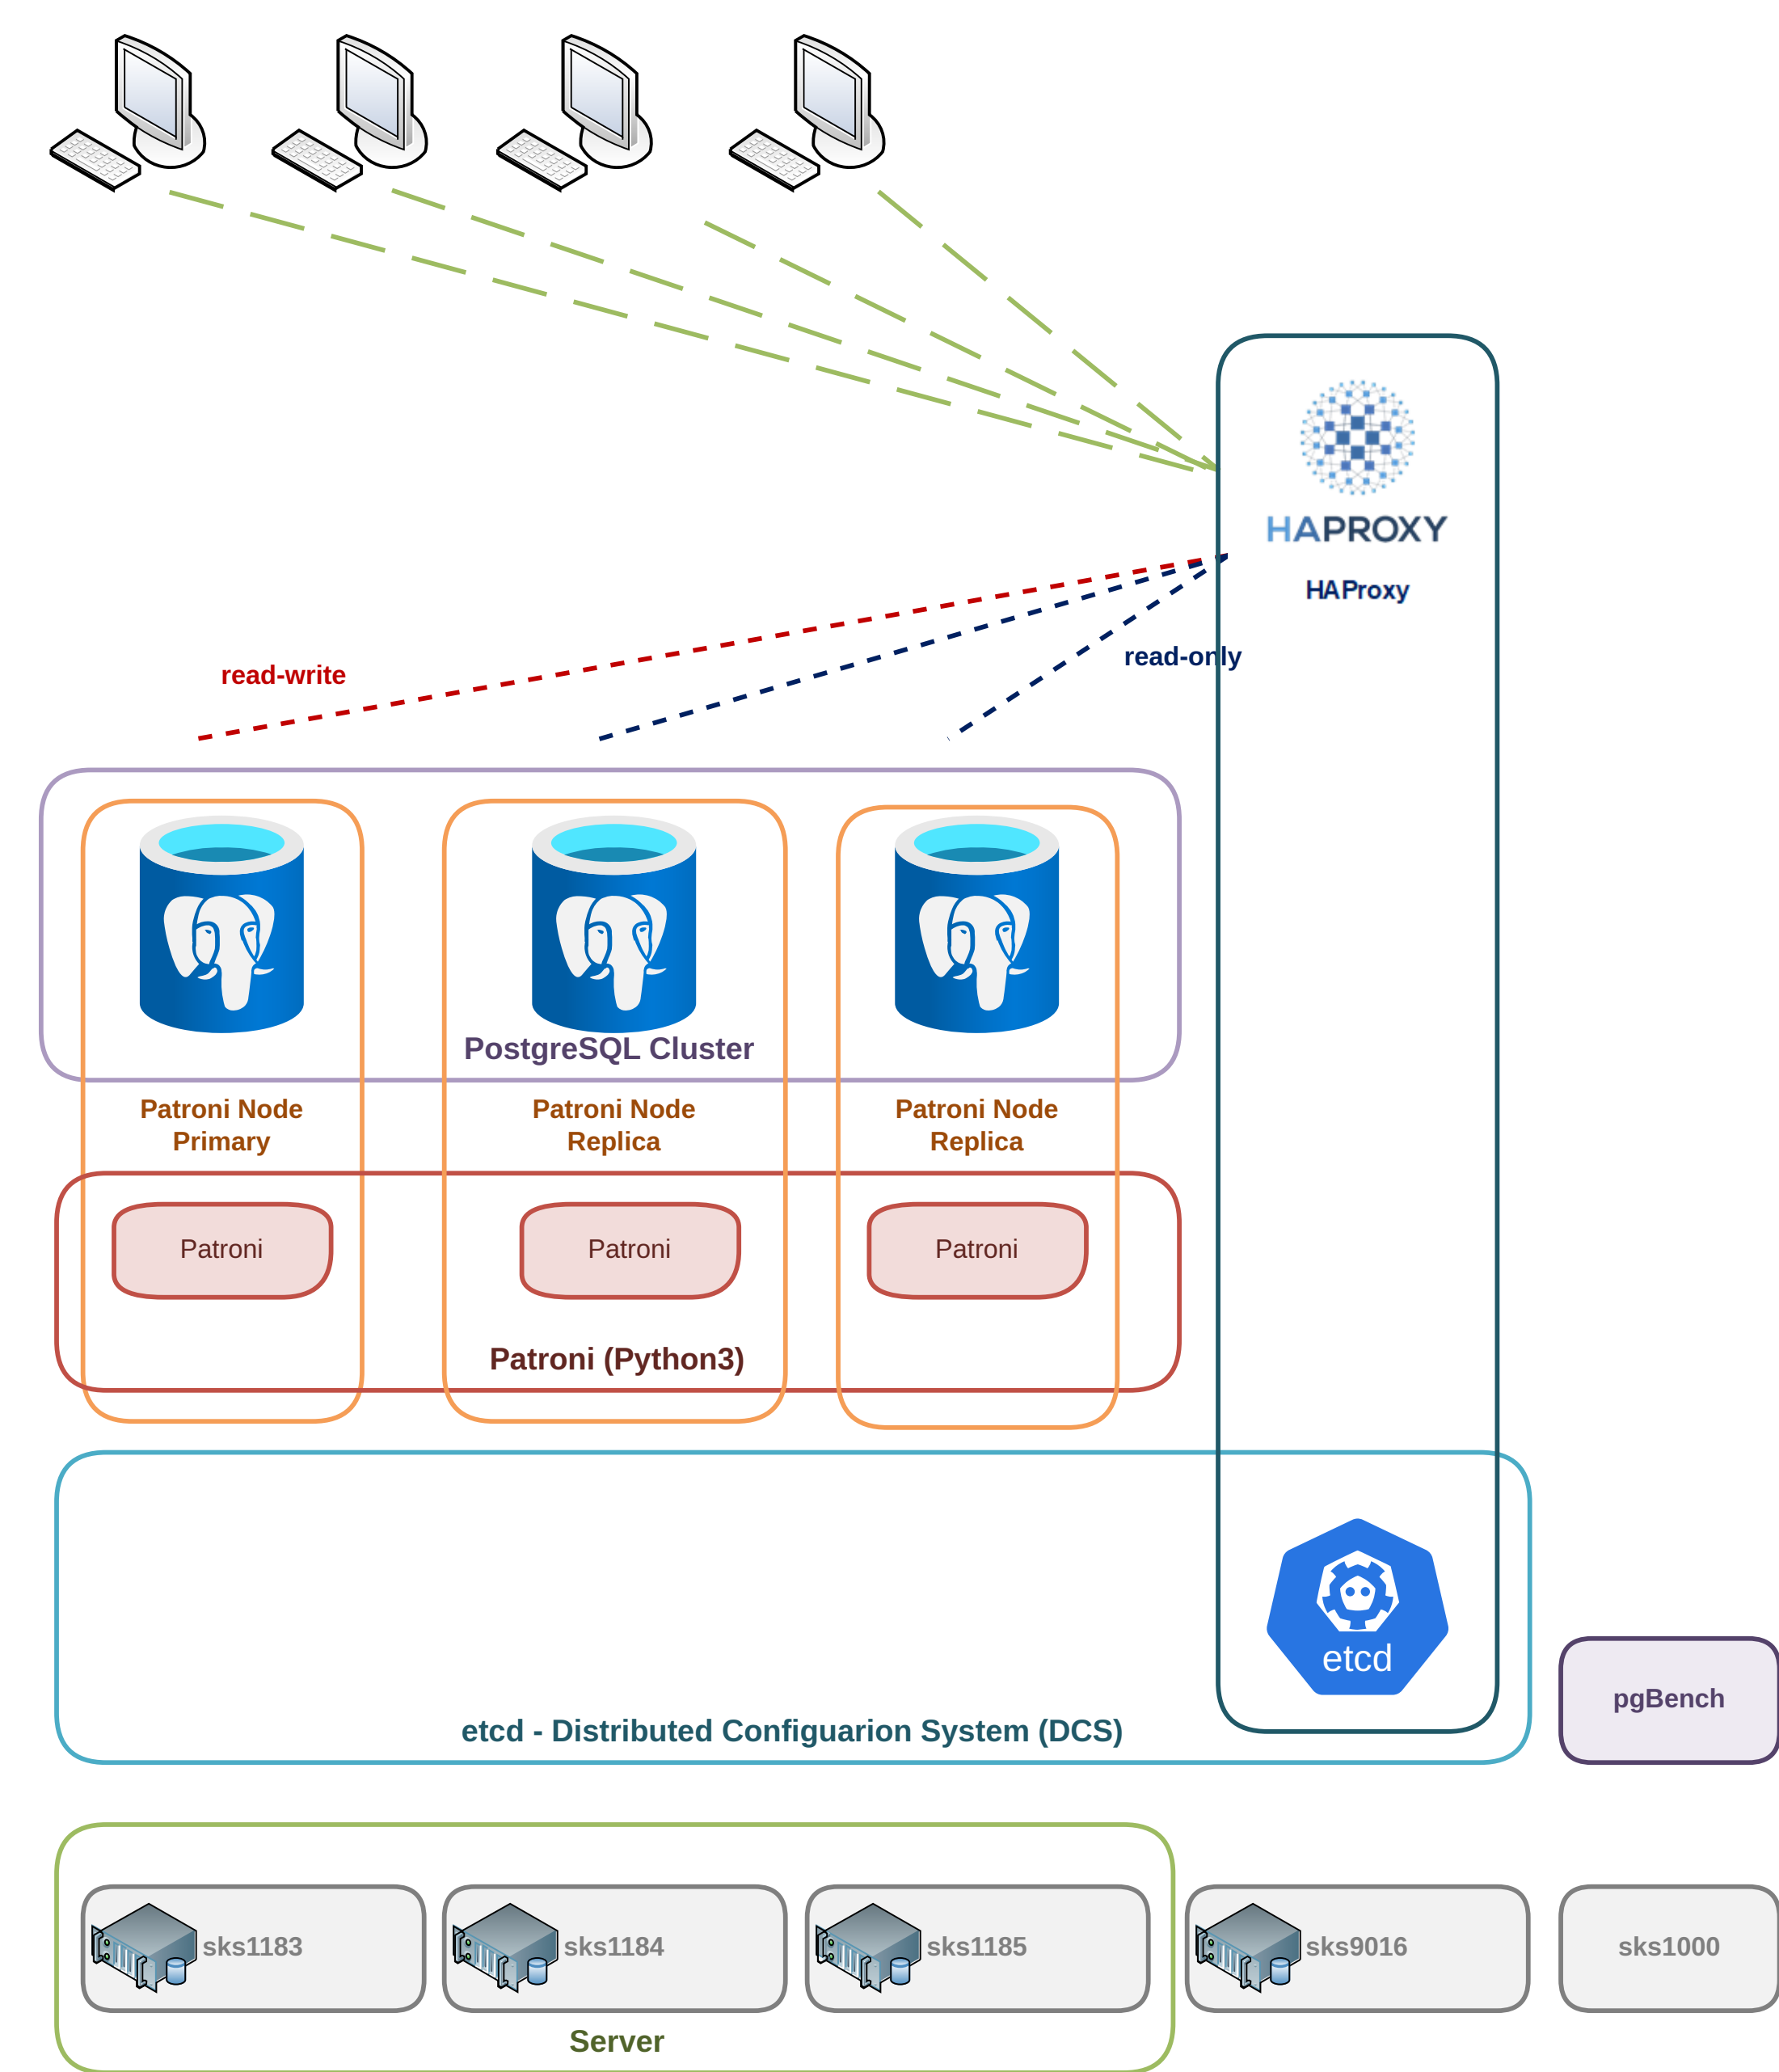 HAPROXY
HAProxy
read-write
read-only
PostgreSQL Cluster
Patroni Node
Primary
Patroni Node
Replica
Patroni Node
Replica
Patroni
Patroni
Patroni
Patroni (Python3)
etcd
etcd - Distributed Configuarion System (DCS)
pgBench
sks1183
sks1184
sks1185
sks9016
sks1000
Server